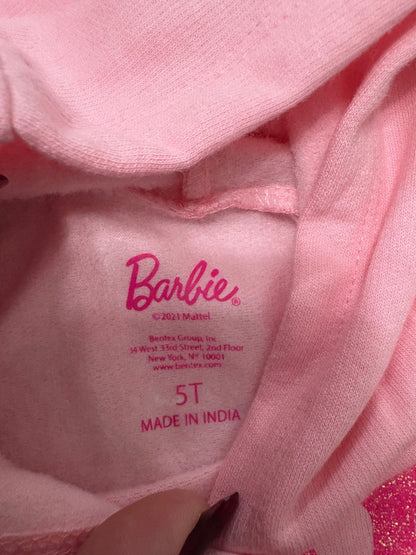 Barbie®
©2021 Mattel
Bentex Group, Inc
34 West 33rd Street, 2nd Floor
New York, NY 10001
www.bentex.com
5T
MADE IN INDIA